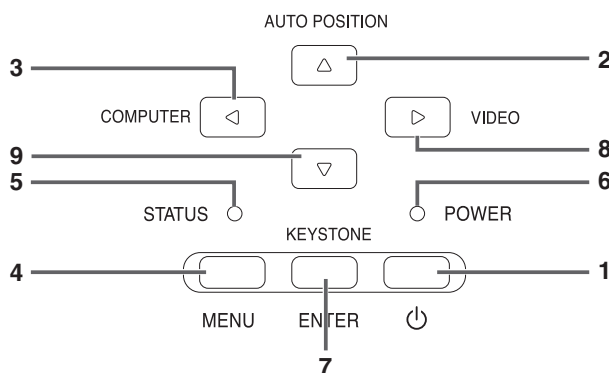 AUTO POSITION
3 2
COMPUTER VIDEO
8
9
5 6
STATUS POWER
KEYSTONE
4 1
MENU ENTER
7